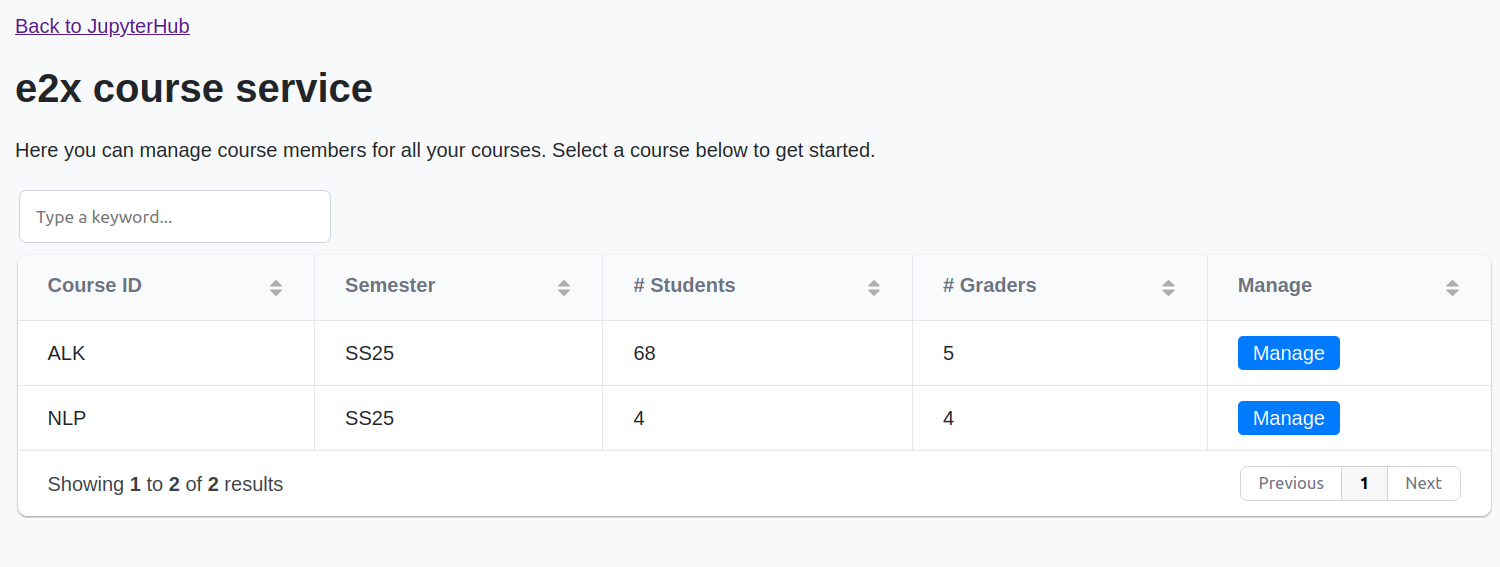 Back to JupyterHub
e2x course service
Here you can manage course members for all your courses. Select a course below to get started.
Type a keyword...
Course ID Semester # Students # Graders Manage
ALK SS25 68 5 Manage
NLP SS25 4 4 Manage
Showing 1 to 2 of 2 results Previous 1 Next